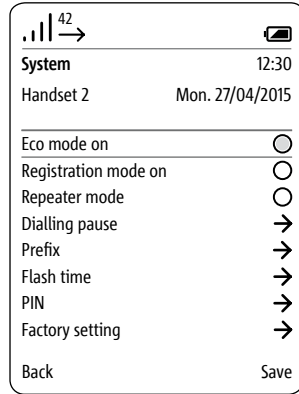 42
System 12:30
Handset 2 Mon. 27/04/2015
Eco mode on
Registration mode on
Repeater mode
Dialling pause
Prefix
Flash time
PIN
Factory setting
Back Save